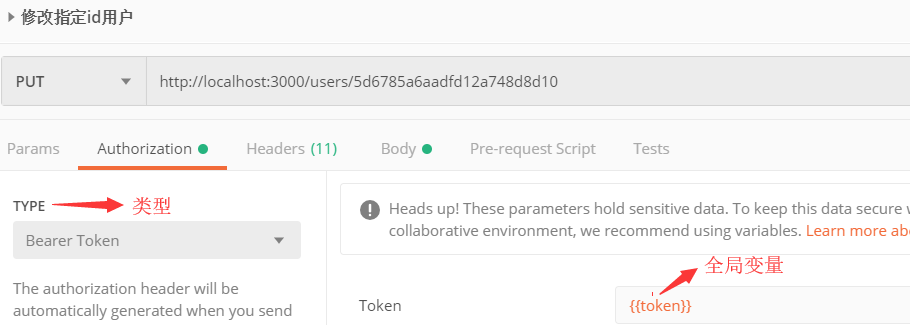 修改指定id用户
PUT
http://localhost:3000/users/5d6785a6aadfd12a748d8d10
Params
Authorization
Headers (11)
Body
Pre-request Script
Tests
TYPE
类型
Bearer Token
The authorization header will be
automatically generated when you send
Heads up! These parameters hold sensitive data. To keep this data secure w
collaborative environment, we recommend using variables. Learn more abo
全局变量
Token
{{token}}